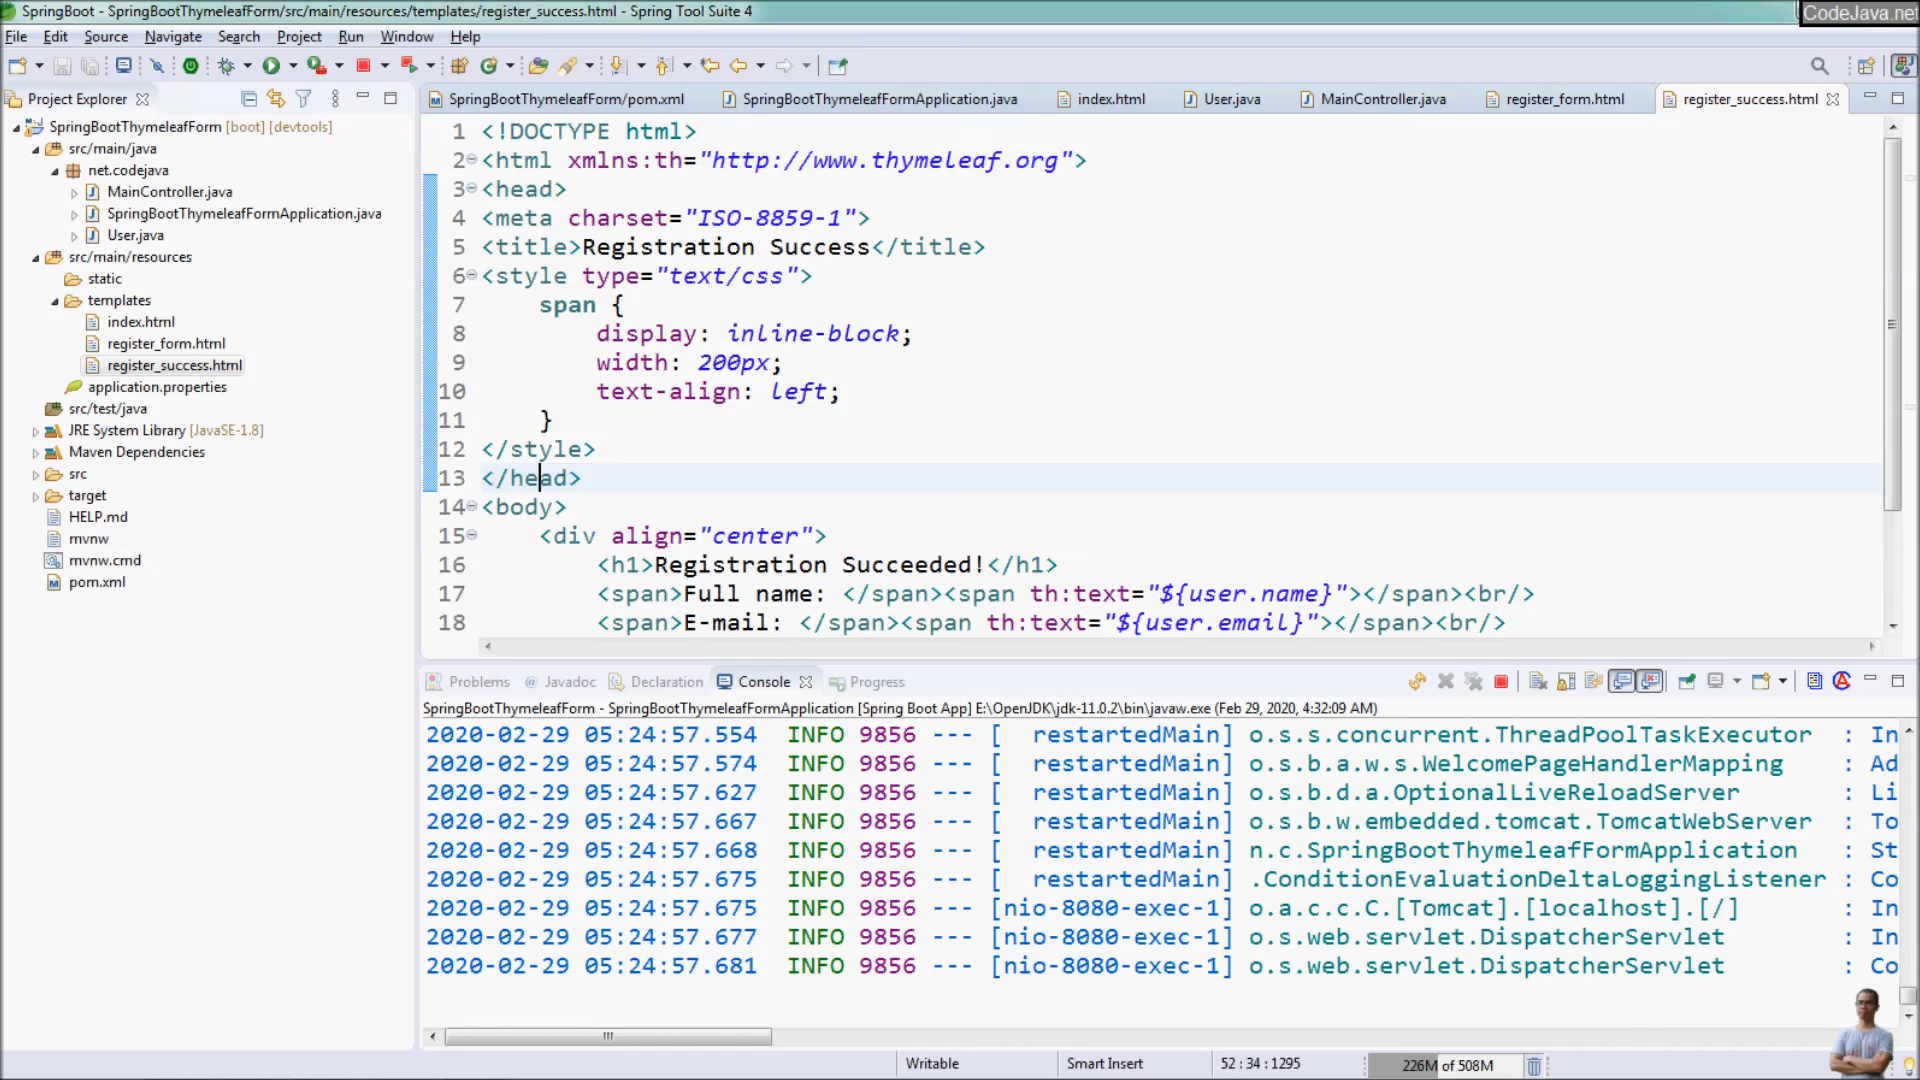 SpringBoot - SpringBootThymeleafForm/src/main/resources/templates/register_success.html - Spring Tool Suite 4
CodeJava.net
File Edit Source Navigate Search Project Run Window Help
Project Explorer
SpringBootThymeleafForm [boot] [devtools]
src/main/java
net.codejava
MainController.java
SpringBootThymeleafFormApplication.java
User.java
src/main/resources
static
templates
index.html
register_form.html
register_success.html
application.properties
src/test/java
JRE System Library [JavaSE-1.8]
Maven Dependencies
src
target
HELP.md
mvnw
mvnw.cmd
pom.xml
SpringBootThymeleafForm/pom.xml SpringBootThymeleafFormApplication.java index.html User.java MainController.java register_form.html register_success.html
1 <!DOCTYPE html>
2 <html xmlns:th="http://www.thymeleaf.org">
3 <head>
4 <meta charset="ISO-8859-1">
5 <title>Registration Success</title>
6 <style type="text/css">
7 span {
8 display: inline-block;
9 width: 200px;
10 text-align: left;
11 }
12 </style>
13 </head>
14 <body>
15 <div align="center">
16 <h1>Registration Succeeded!</h1>
17 <span>Full name: </span><span th:text="${user.name}"></span><br/>
18 <span>E-mail: </span><span th:text="${user.email}"></span><br/>
Problems Javadoc Declaration Console Progress
SpringBootThymeleafForm - SpringBootThymeleafFormApplication [Spring Boot App] E:\OpenJDK\jdk-11.0.2\bin\javaw.exe (Feb 29, 2020, 4:32:09 AM)
2020-02-29 05:24:57.554 INFO 9856 --- [ restartedMain] o.s.s.concurrent.ThreadPoolTaskExecutor : In
2020-02-29 05:24:57.574 INFO 9856 --- [ restartedMain] o.s.b.a.w.s.WelcomePageHandlerMapping : Ad
2020-02-29 05:24:57.627 INFO 9856 --- [ restartedMain] o.s.b.d.a.OptionalLiveReloadServer : Li
2020-02-29 05:24:57.667 INFO 9856 --- [ restartedMain] o.s.b.w.embedded.tomcat.TomcatWebServer : To
2020-02-29 05:24:57.668 INFO 9856 --- [ restartedMain] n.c.SpringBootThymeleafFormApplication : St
2020-02-29 05:24:57.675 INFO 9856 --- [ restartedMain] .ConditionEvaluationDeltaLoggingListener : Co
2020-02-29 05:24:57.675 INFO 9856 --- [nio-8080-exec-1] o.a.c.c.C.[Tomcat].[localhost].[/] : In
2020-02-29 05:24:57.677 INFO 9856 --- [nio-8080-exec-1] o.s.web.servlet.DispatcherServlet : In
2020-02-29 05:24:57.681 INFO 9856 --- [nio-8080-exec-1] o.s.web.servlet.DispatcherServlet : Co
Writable Smart Insert 52 : 34 : 1295 226M of 508M